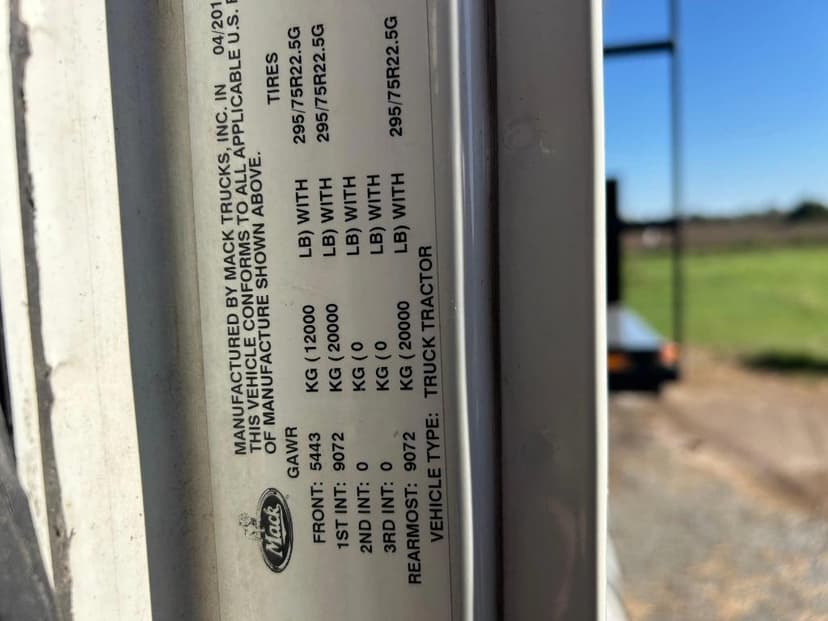 MANUFACTURED BY MACK TRUCKS, INC. IN 04/201
THIS VEHICLE CONFORMS TO ALL APPLICABLE U.S.
OF MANUFACTURE SHOWN ABOVE.
Mack
GAWR TIRES
FRONT: 5443 KG ( 12000 LB) WITH 295/75R22.5G
1ST INT: 9072 KG ( 20000 LB) WITH 295/75R22.5G
2ND INT: 0 KG ( 0 LB) WITH
3RD INT: 0 KG ( 0 LB) WITH
REARMOST: 9072 KG ( 20000 LB) WITH 295/75R22.5G
VEHICLE TYPE: TRUCK TRACTOR